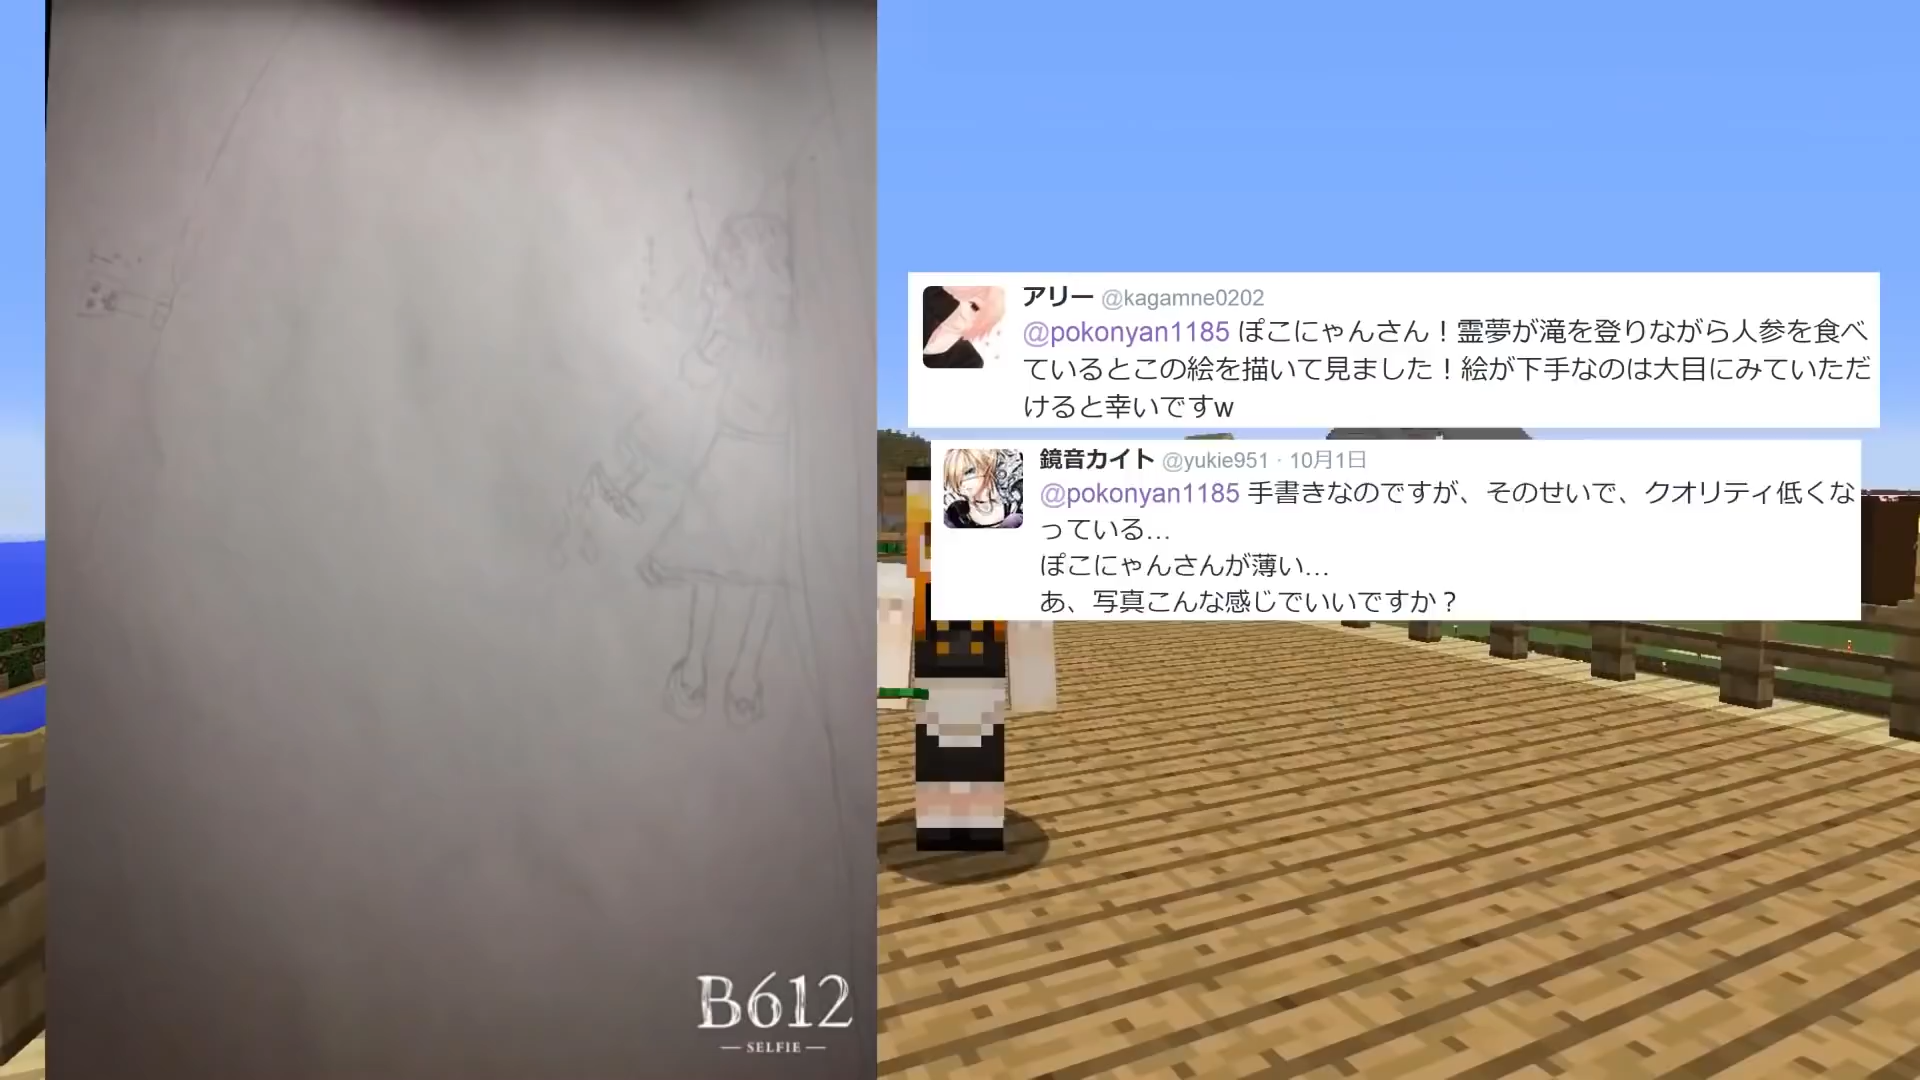 アリー @kagamne0202
@pokonyan1185 ぽこにゃんさん！霊夢が滝を登りながら人参を食べ
ているとこの絵を描いて見ました！絵が下手なのは大目にみていただ
けると幸いですw
鏡音カイト @yukie951 · 10月1日
@pokonyan1185 手書きなのですが、そのせいで、クオリティ低くな
っている…
ぽこにゃんさんが薄い…
あ、写真こんな感じでいいですか？
B612
SELFIE